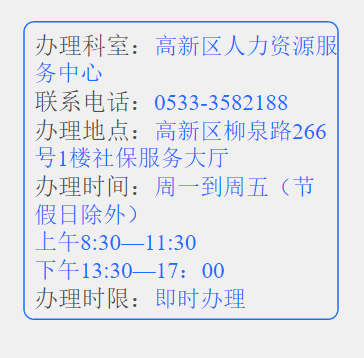 办理科室：高新区人力资源服
务中心
联系电话：0533-3582188
办理地点：高新区柳泉路266
号1楼社保服务大厅
办理时间：周一到周五（节
假日除外）
上午8:30—11:30
下午13:30—17：00
办理时限：即时办理